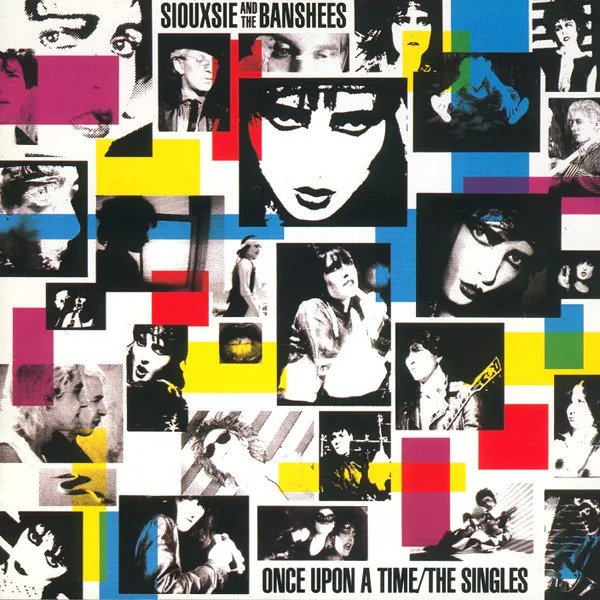 SIOUXSIE AND THE BANSHEES
ONCE UPON A TIME/THE SINGLES